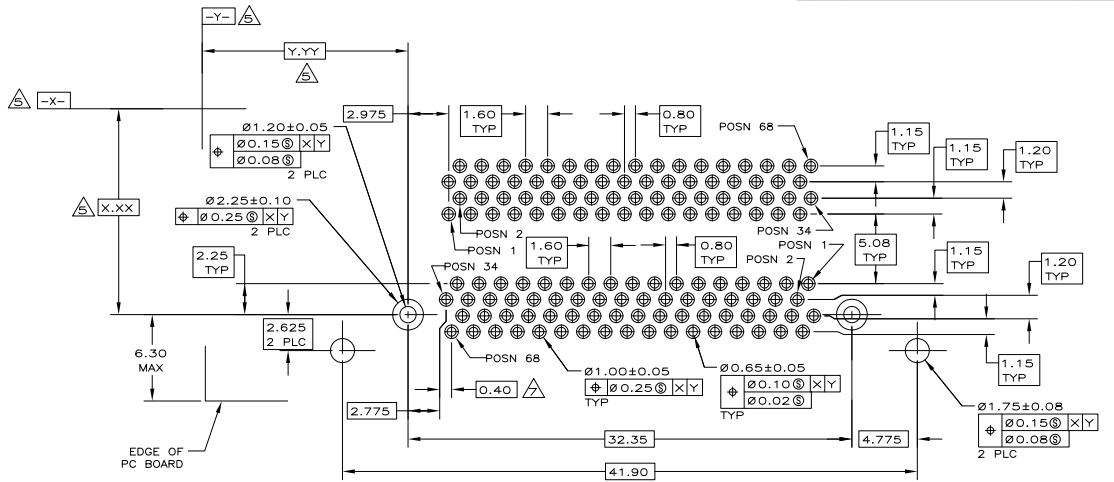 -Y- 5
Y.YY
5
5 -X-
2.975
1.60
TYP
0.80
TYP
POSN 68
1.15
TYP
1.15
TYP
1.20
TYP
Ø1.20±0.05
Ø0.15Ⓢ X Y
Ø0.08Ⓢ
2 PLC
5 X.XX
Ø2.25±0.10
Ø0.25Ⓢ X Y
2 PLC
POSN 2
POSN 1
POSN 34
POSN 34
1.60
TYP
0.80
TYP
POSN 1
POSN 2
5.08
TYP
1.15
TYP
1.20
TYP
2.25
TYP
2.625
2 PLC
6.30
MAX
POSN 68
1.15
TYP
0.40 7
Ø1.00±0.05
Ø0.25Ⓢ X Y
TYP
Ø0.65±0.05
Ø0.10Ⓢ X Y
Ø0.02Ⓢ
TYP
2.775
Ø1.75±0.08
Ø0.15Ⓢ X Y
Ø0.08Ⓢ
2 PLC
EDGE OF
PC BOARD
32.35
4.775
41.90